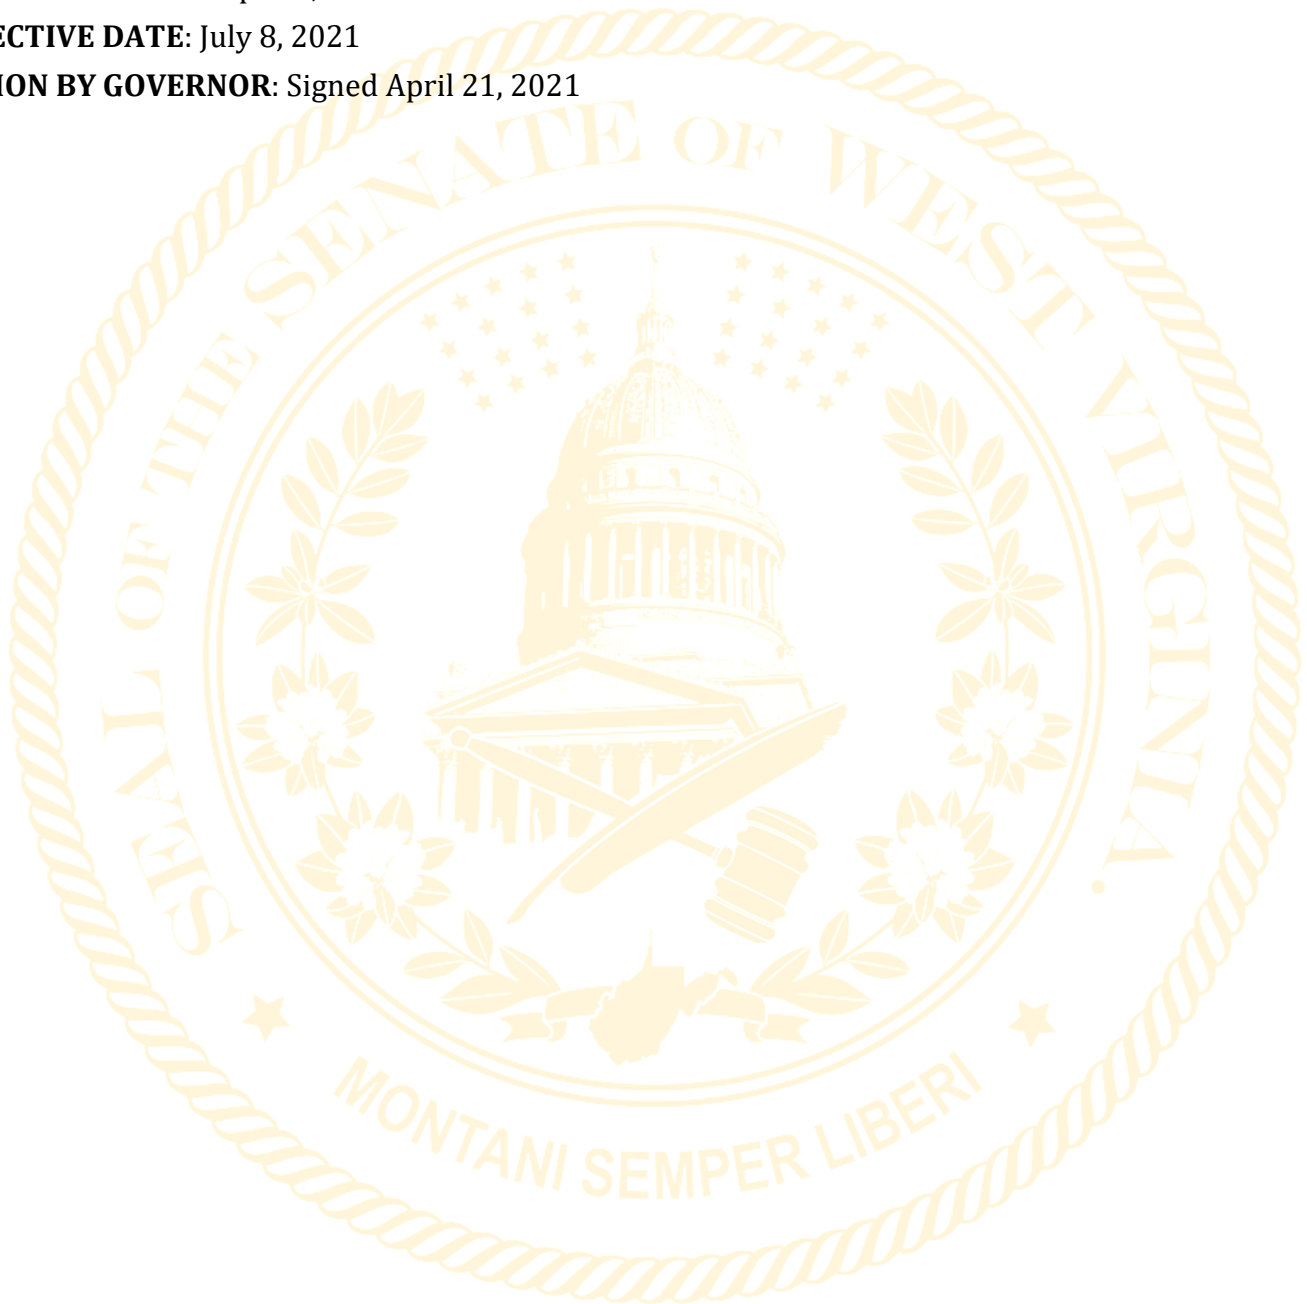 ECTIVE DATE: July 8, 2021
ION BY GOVERNOR: Signed April 21, 2021
SEAL OF THE SENATE OF WEST VIRGINIA.
MONTANI SEMPER LIBERI